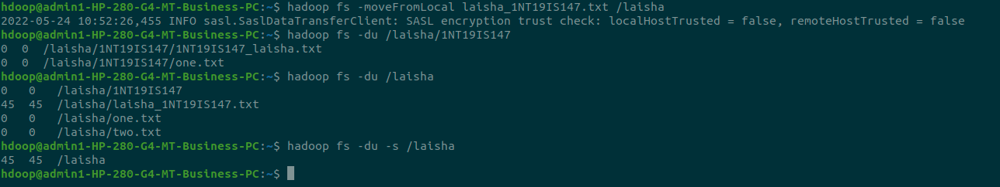 hdoop@admin1-HP-280-G4-MT-Business-PC:~$ hadoop fs -moveFromLocal laisha_1NT19IS147.txt /laisha
2022-05-24 10:52:26,455 INFO sasl.SaslDataTransferClient: SASL encryption trust check: localHostTrusted = false, remoteHostTrusted = false
hdoop@admin1-HP-280-G4-MT-Business-PC:~$ hadoop fs -du /laisha/1NT19IS147
0  0  /laisha/1NT19IS147/1NT19IS147_laisha.txt
0  0  /laisha/1NT19IS147/one.txt
hdoop@admin1-HP-280-G4-MT-Business-PC:~$ hadoop fs -du /laisha
0   0   /laisha/1NT19IS147
45  45  /laisha/laisha_1NT19IS147.txt
0   0   /laisha/one.txt
0   0   /laisha/two.txt
hdoop@admin1-HP-280-G4-MT-Business-PC:~$ hadoop fs -du -s /laisha
45  45  /laisha
hdoop@admin1-HP-280-G4-MT-Business-PC:~$